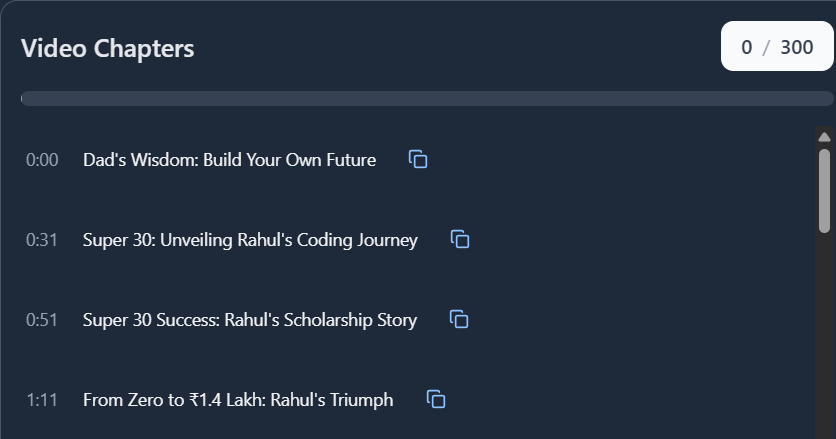 Video Chapters
0 / 300
0:00 Dad's Wisdom: Build Your Own Future
0:31 Super 30: Unveiling Rahul's Coding Journey
0:51 Super 30 Success: Rahul's Scholarship Story
1:11 From Zero to ₹1.4 Lakh: Rahul's Triumph